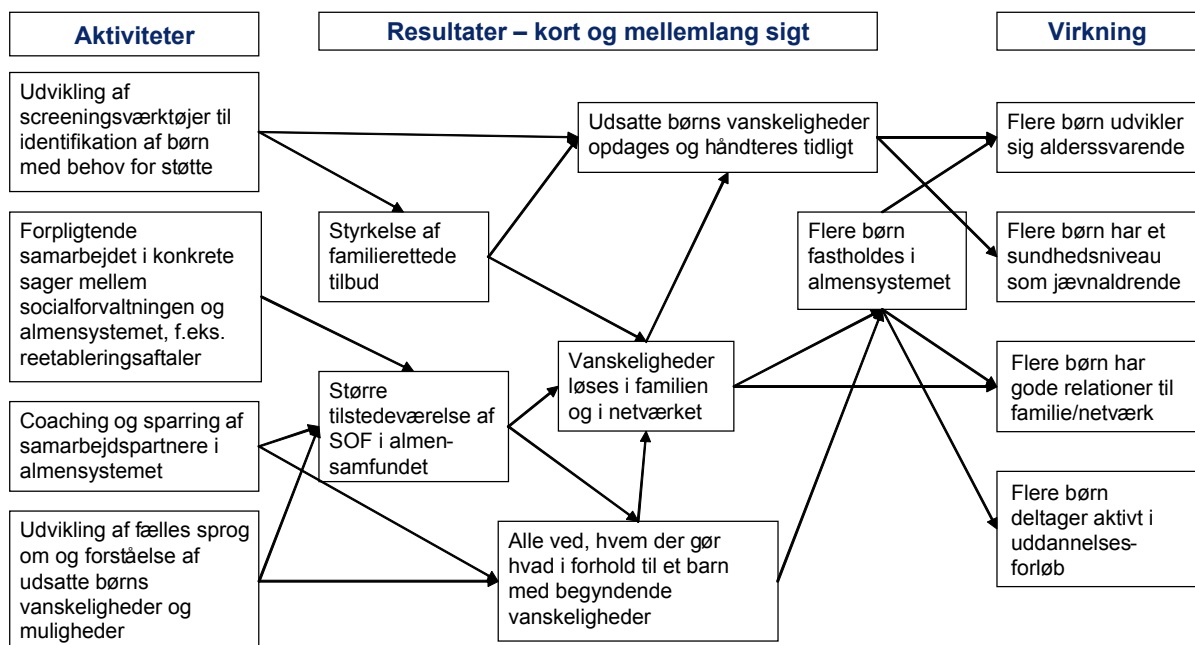 Aktiviteter
Resultater – kort og mellemlang sigt
Virkning
Udvikling af
screeningsværktøjer til
identifikation af børn
med behov for støtte
Forpligtende
samarbejdet i konkrete
sager mellem
socialforvaltningen og
almensystemet, f.eks.
reetableringsaftaler
Coaching og sparring af
samarbejdspartnere i
almensystemet
Udvikling af fælles sprog
om og forståelse af
udsatte børns
vanskeligheder og
muligheder
Styrkelse af
familierettede
tilbud
Større
tilstedeværelse af
SOF i almen-
samfundet
Udsatte børns vanskeligheder
opdages og håndteres tidligt
Vanskeligheder
løses i familien
og i netværket
Alle ved, hvem der gør
hvad i forhold til et barn
med begyndende
vanskeligheder
Flere børn
fastholdes i
almensystemet
Flere børn udvikler
sig alderssvarende
Flere børn har et
sundhedsniveau
som jævnaldrende
Flere børn har
gode relationer til
familie/netværk
Flere børn
deltager aktivt i
uddannelses-
forløb